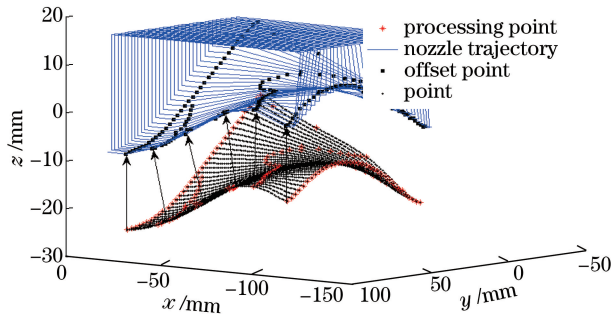 20
10
0
−10
−20
−30
z /mm
0
−50
−100
−150
x /mm
100
50
0
−50
y /mm
processing point
nozzle trajectory
offset point
point